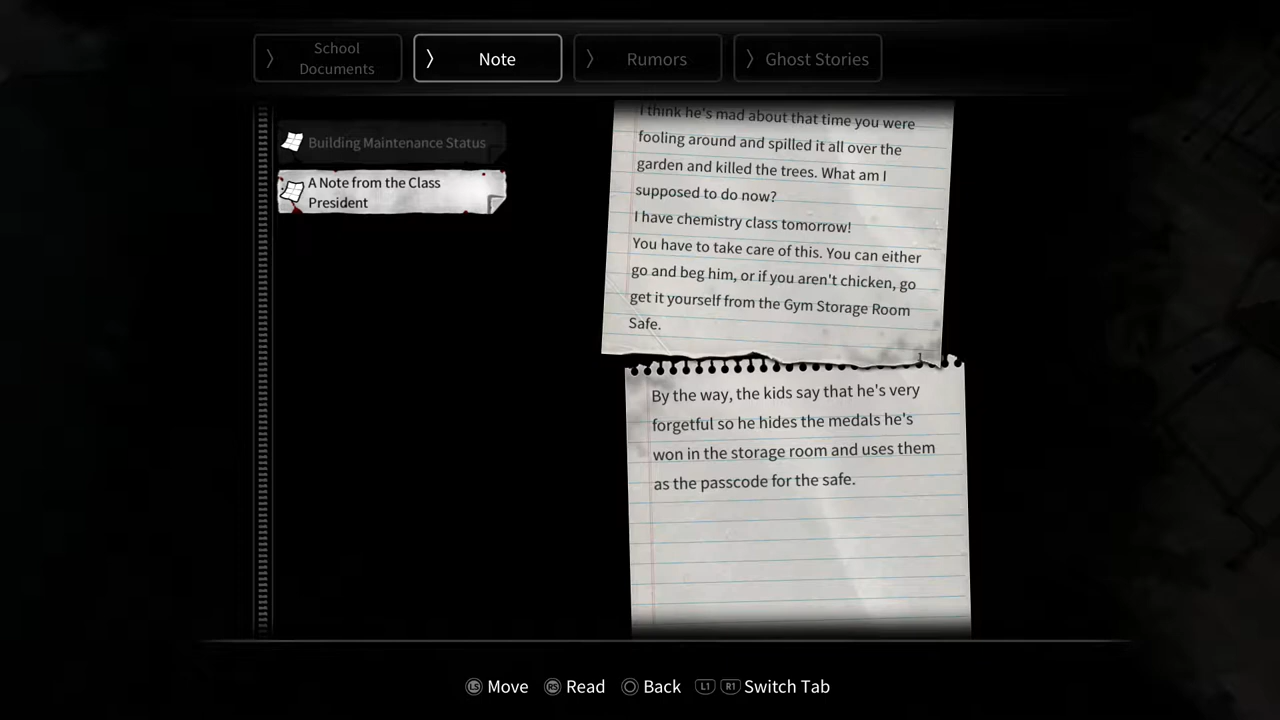 School
Documents
Note
Rumors
Ghost Stories
Building Maintenance Status
A Note from the Class
President
I think he's mad about that time you were
fooling around and spilled it all over the
garden and killed the trees. What am I
supposed to do now?
I have chemistry class tomorrow!
You have to take care of this. You can either
go and beg him, or if you aren't chicken, go
get it yourself from the Gym Storage Room
Safe.
1
By the way, the kids say that he's very
forgetful so he hides the medals he's
won in the storage room and uses them
as the passcode for the safe.
LS Move RS Read Back L1 R1 Switch Tab